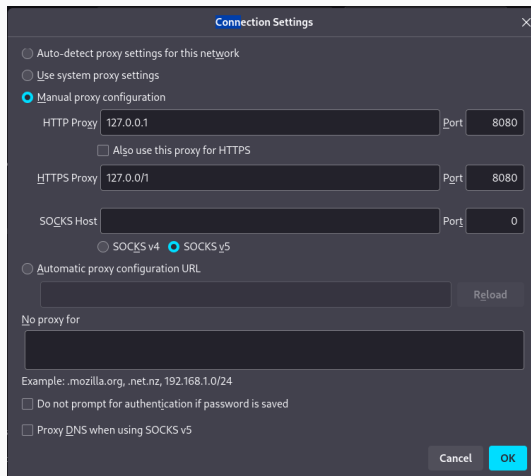 Connection Settings
Auto-detect proxy settings for this network
Use system proxy settings
Manual proxy configuration
HTTP Proxy 127.0.0.1 Port 8080
Also use this proxy for HTTPS
HTTPS Proxy 127.0.0/1 Port 8080
SOCKS Host Port 0
SOCKS v4 SOCKS v5
Automatic proxy configuration URL
Reload
No proxy for
Example: .mozilla.org, .net.nz, 192.168.1.0/24
Do not prompt for authentication if password is saved
Proxy DNS when using SOCKS v5
Cancel OK